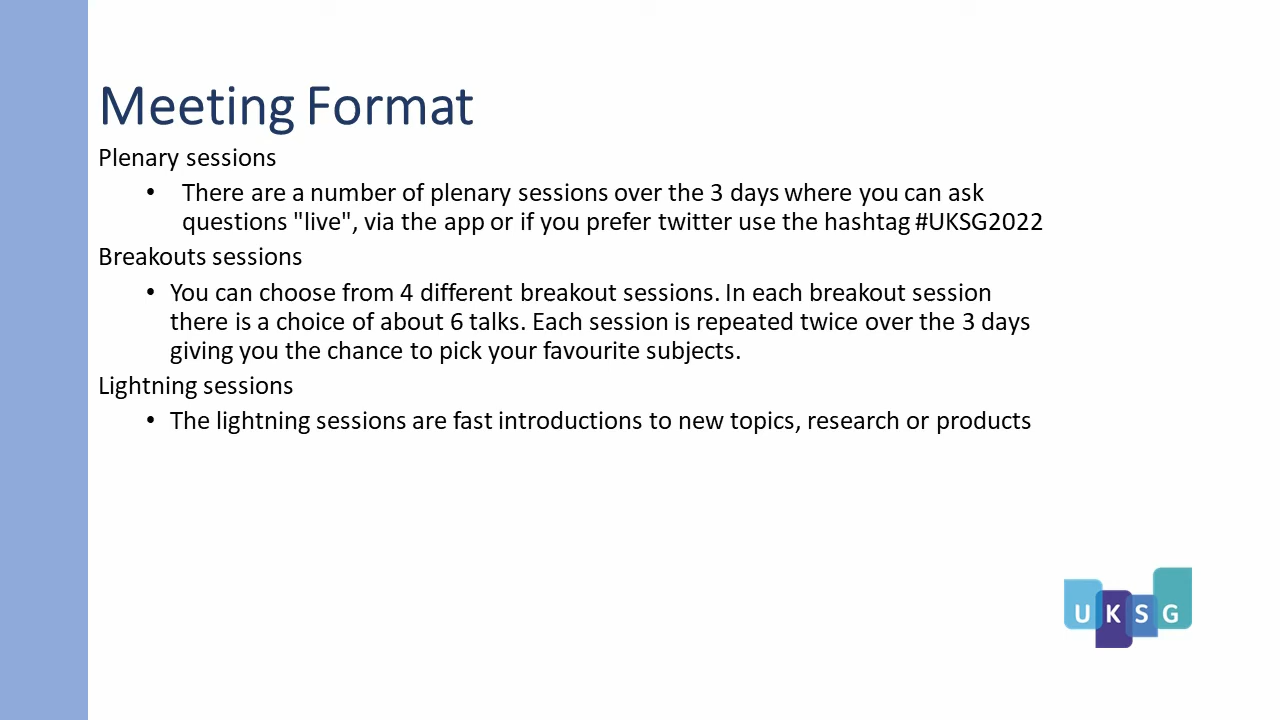 Meeting Format
Plenary sessions
• There are a number of plenary sessions over the 3 days where you can ask
questions "live", via the app or if you prefer twitter use the hashtag #UKSG2022
Breakouts sessions
• You can choose from 4 different breakout sessions. In each breakout session
there is a choice of about 6 talks. Each session is repeated twice over the 3 days
giving you the chance to pick your favourite subjects.
Lightning sessions
• The lightning sessions are fast introductions to new topics, research or products
UKSG